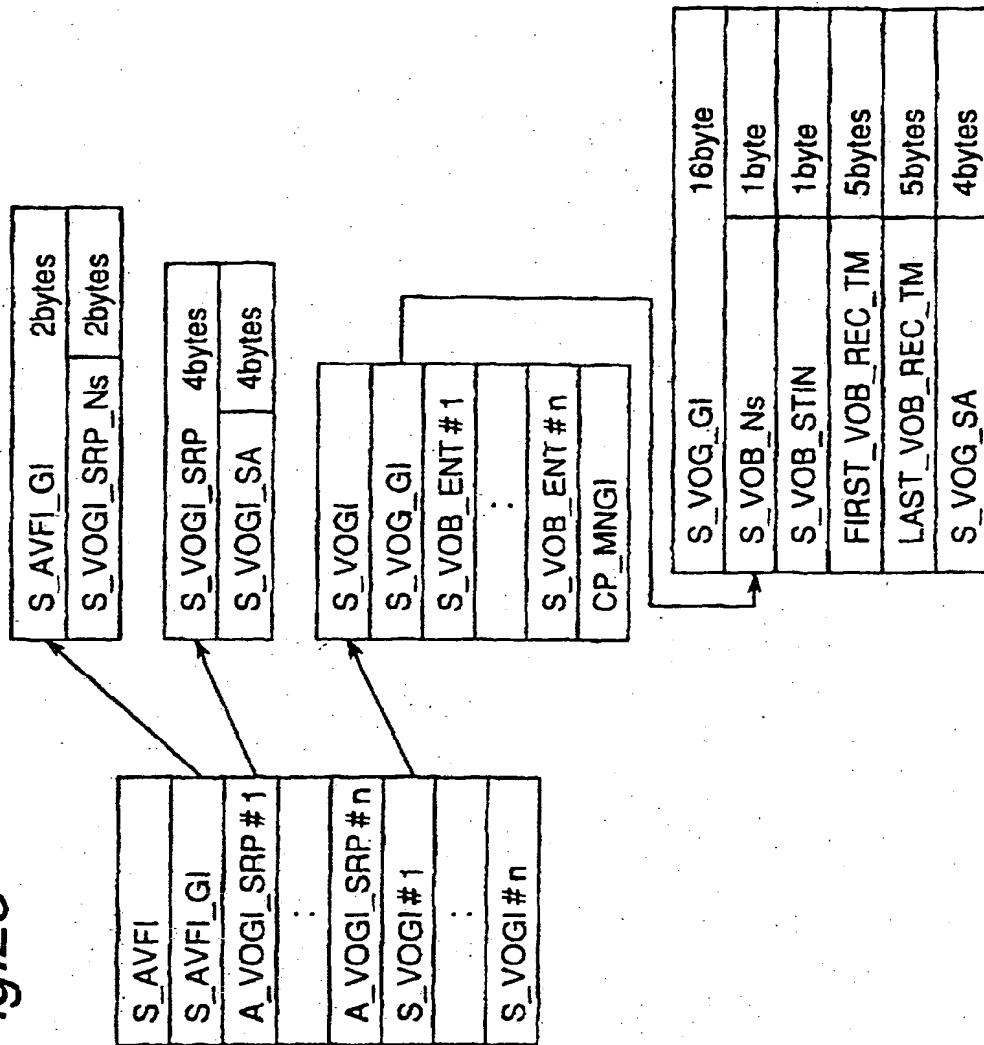 S_AVFI
S_AVFI_GI
A_VOGI_SRP#1
:
A_VOGI_SRP#n
S_VOGI#1
:
S_VOGI#n
S_AVFI_GI 2bytes
S_VOGI_SRP_Ns 2bytes
S_VOGI_SRP 4bytes
S_VOGI_SA 4bytes
S_VOGI
S_VOG_GI
S_VOB_ENT#1
:
S_VOB_ENT#n
CP_MNGI
S_VOG_GI 16byte
S_VOB_Ns 1byte
S_VOB_STIN 1byte
FIRST_VOB_REC_TM 5bytes
LAST_VOB_REC_TM 5bytes
S_VOG_SA 4bytes